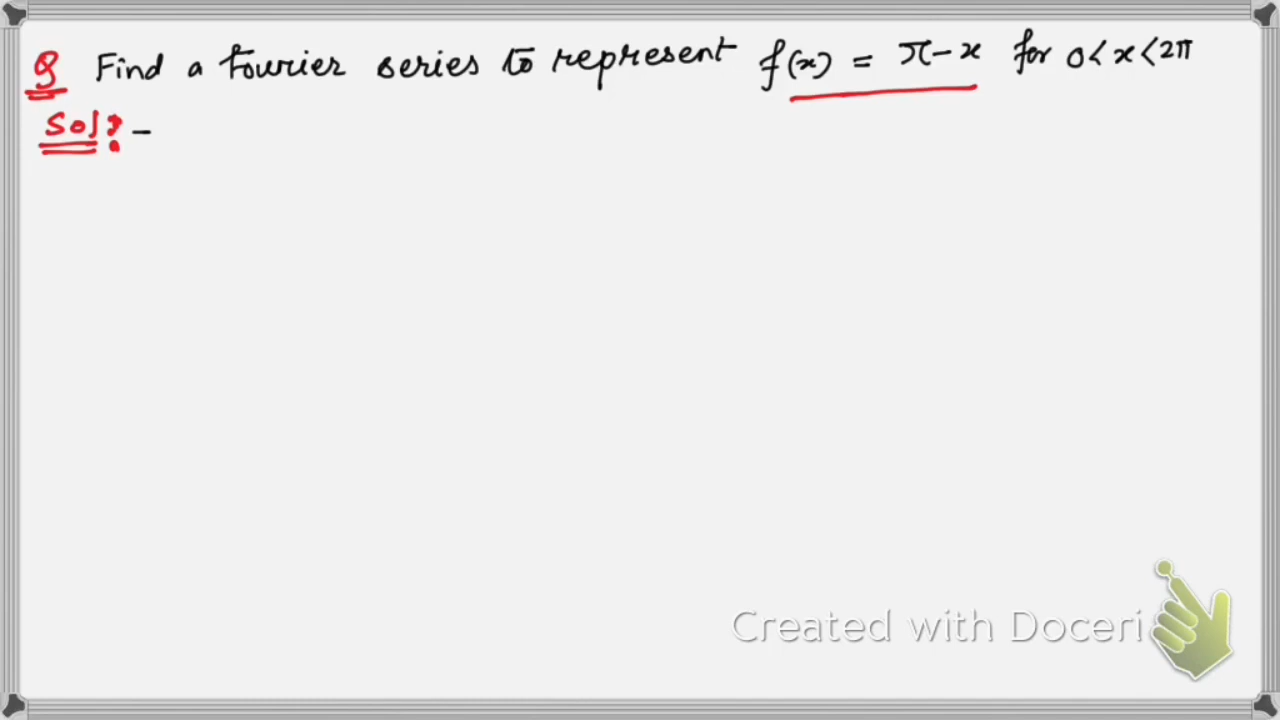 Q Find a fourier series to represent f(x) = π-x for 0<x<2π
Sol: -
Created with Doceri